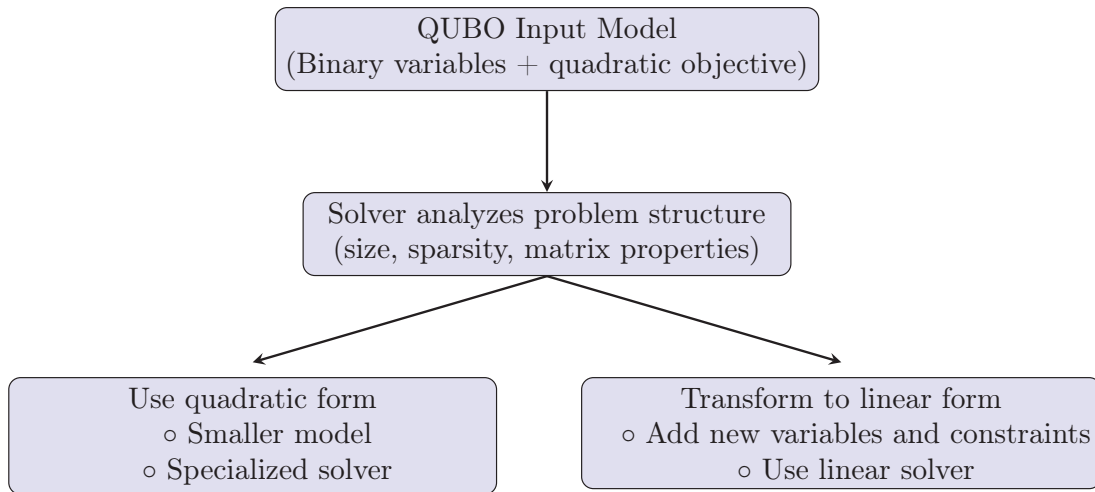 QUBO Input Model
(Binary variables + quadratic objective)
Solver analyzes problem structure
(size, sparsity, matrix properties)
Use quadratic form
○ Smaller model
○ Specialized solver
Transform to linear form
○ Add new variables and constraints
○ Use linear solver